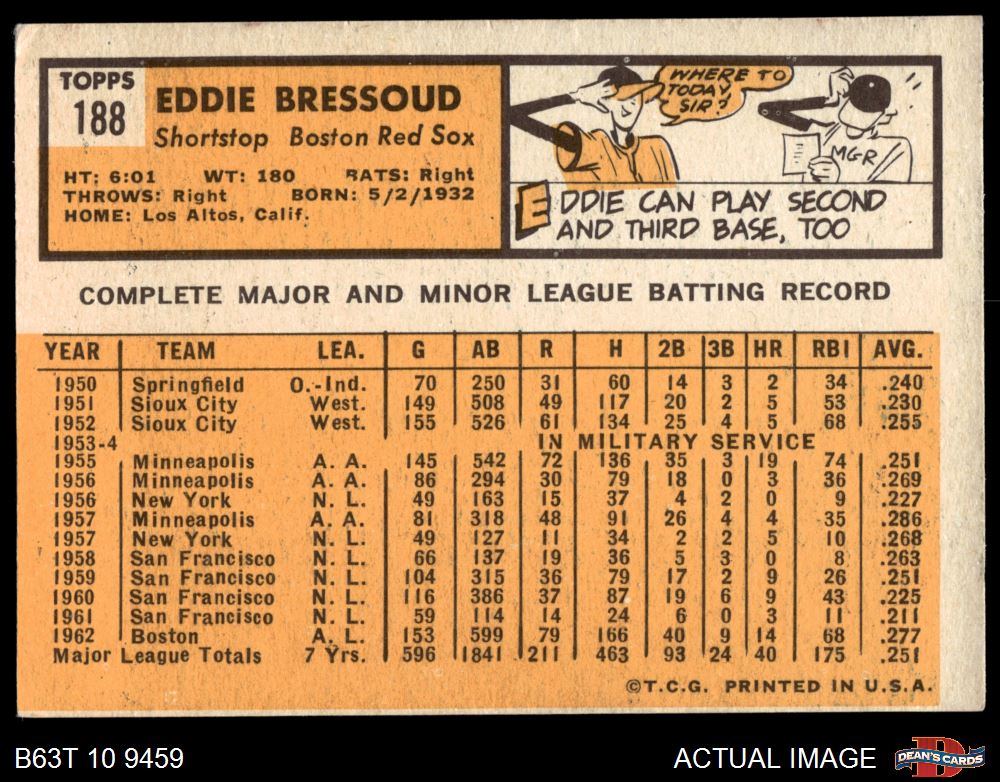 TOPPS
188
EDDIE BRESSOUD
Shortstop Boston Red Sox
HT: 6:01 WT: 180 BATS: Right
THROWS: Right BORN: 5/2/1932
HOME: Los Altos, Calif.
WHERE TO
TODAY,
SIR?
MGR
EDDIE CAN PLAY SECOND
AND THIRD BASE, TOO
COMPLETE MAJOR AND MINOR LEAGUE BATTING RECORD
YEAR TEAM LEA. G AB R H 2B 3B HR RBI AVG.
1950 Springfield O.-Ind. 70 250 31 60 14 3 2 34 .240
1951 Sioux City West. 149 508 49 117 20 2 5 53 .230
1952 Sioux City West. 155 526 61 134 25 4 5 68 .255
1953-4 IN MILITARY SERVICE
1955 Minneapolis A. A. 145 542 72 136 35 3 19 74 .251
1956 Minneapolis A. A. 86 294 30 79 18 0 3 36 .269
1956 New York N. L. 49 163 15 37 4 2 0 9 .227
1957 Minneapolis A. A. 81 318 48 91 26 4 4 35 .286
1957 New York N. L. 49 127 11 34 2 2 5 10 .268
1958 San Francisco N. L. 66 137 19 36 5 3 0 8 .263
1959 San Francisco N. L. 104 315 36 79 17 2 9 26 .251
1960 San Francisco N. L. 116 386 37 87 19 6 9 43 .225
1961 San Francisco N. L. 59 114 14 24 6 0 3 11 .211
1962 Boston A. L. 153 599 79 166 40 9 14 68 .277
Major League Totals 7 Yrs. 596 1841 211 463 93 24 40 175 .251
©T.C.G. PRINTED IN U.S.A.
B63T 10 9459 ACTUAL IMAGE
D
DEAN'S CARDS